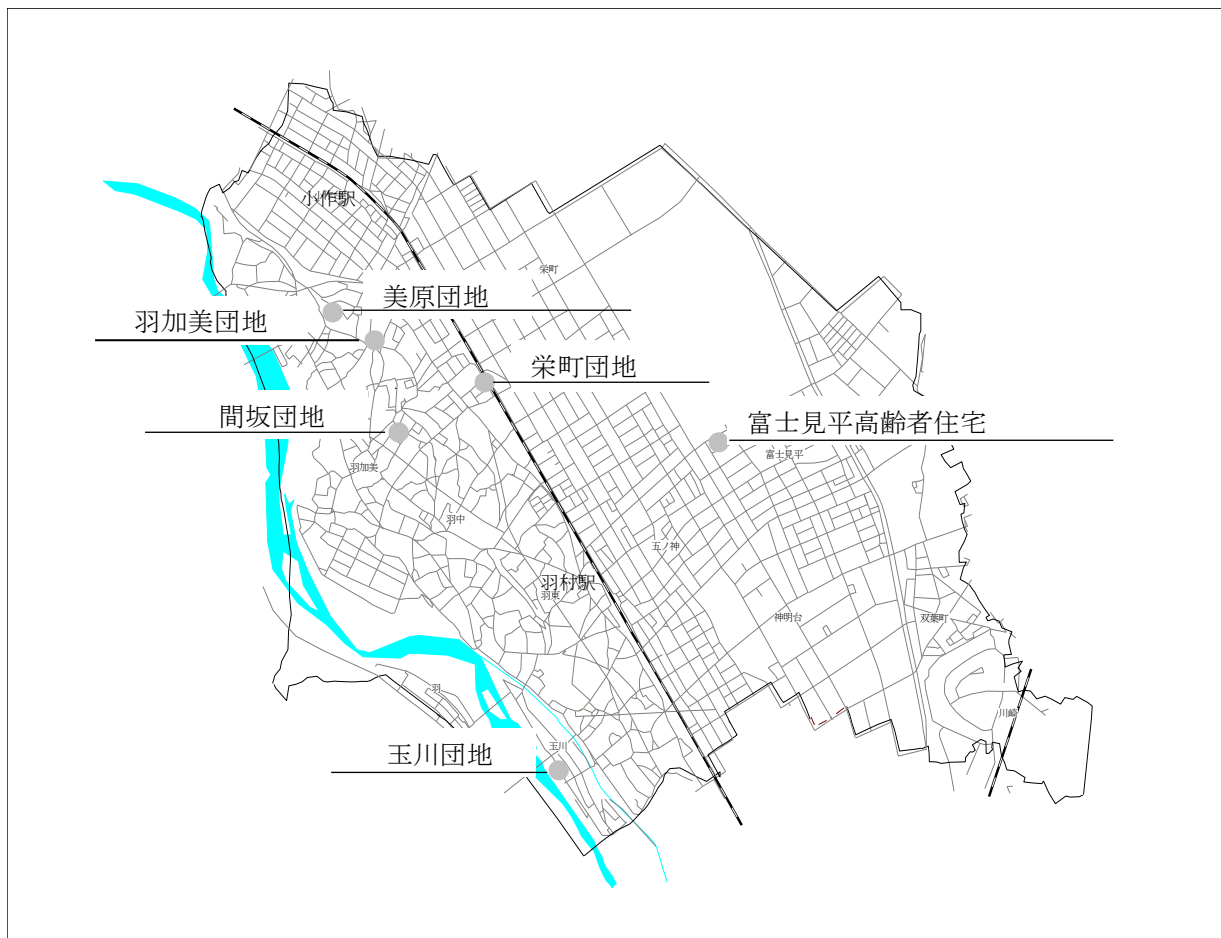 小作駅
栄町
美原団地
羽加美団地
栄町団地
間坂団地
富士見平高齢者住宅
富士見平
羽加美
羽中
五ノ神
羽村駅
羽東
神明台
双葉町
羽
川崎
玉川
玉川団地